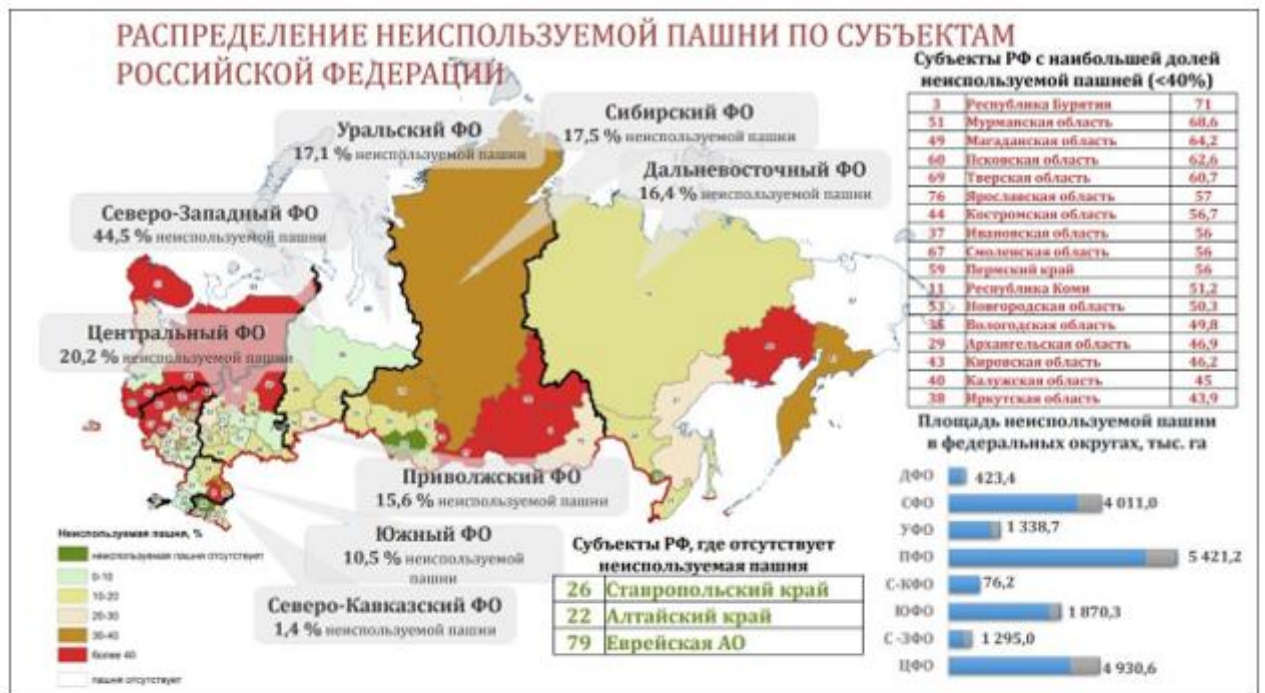 РАСПРЕДЕЛЕНИЕ НЕИСПОЛЬЗУЕМОЙ ПАШНИ ПО СУБЪЕКТАМ
РОССИЙСКОЙ ФЕДЕРАЦИИ
Уральский ФО
17,1 % неиспользуемой пашни
Сибирский ФО
17,5 % неиспользуемой пашни
Дальневосточный ФО
16,4 % неиспользуемой пашни
Северо-Западный ФО
44,5 % неиспользуемой пашни
Центральный ФО
20,2 % неиспользуемой пашни
Приволжский ФО
15,6 % неиспользуемой пашни
Южный ФО
10,5 % неиспользуемой
пашни
Северо-Кавказский ФО
1,4 % неиспользуемой пашни
Неиспользуемая пашня, %
неиспользуемая пашня отсутствует
0-10
10-20
20-30
30-40
более 40
пашня отсутствует
Субъекты РФ, где отсутствует
неиспользуемая пашня
26 Ставропольский край
22 Алтайский край
79 Еврейская АО
Субъекты РФ с наибольшей долей
неиспользуемой пашней (<40%)
3 Республика Бурятия 71
51 Мурманская область 68,6
49 Магаданская область 64,2
60 Псковская область 62,6
69 Тверская область 60,7
76 Ярославская область 57
44 Костромская область 56,7
37 Ивановская область 56
67 Смоленская область 56
59 Пермский край 56
11 Республика Коми 51,2
53 Новгородская область 50,3
35 Вологодская область 49,8
29 Архангельская область 46,9
43 Кировская область 46,2
40 Калужская область 45
38 Иркутская область 43,9
Площадь неиспользуемой пашни
в федеральных округах, тыс. га
ДФО 423,4
СФО 4 011,0
УФО 1 338,7
ПФО 5 421,2
С-КФО 76,2
ЮФО 1 870,3
С -ЗФО 1 295,0
ЦФО 4 930,6